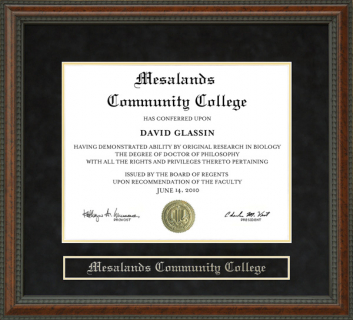 Mesalands
Community College
HAS CONFERRED UPON
DAVID GLASSIN
HAVING DEMONSTRATED ABILITY BY ORIGINAL RESEARCH IN BIOLOGY
THE DEGREE OF DOCTOR OF PHILOSOPHY
WITH ALL THE RIGHTS AND PRIVILEGES THERETO PERTAINING
ISSUED BY THE BOARD OF REGENTS
UPON RECOMMENDATION OF THE FACULTY
JUNE 14, 2010
PROVOST
PRESIDENT
Mesalands Community College